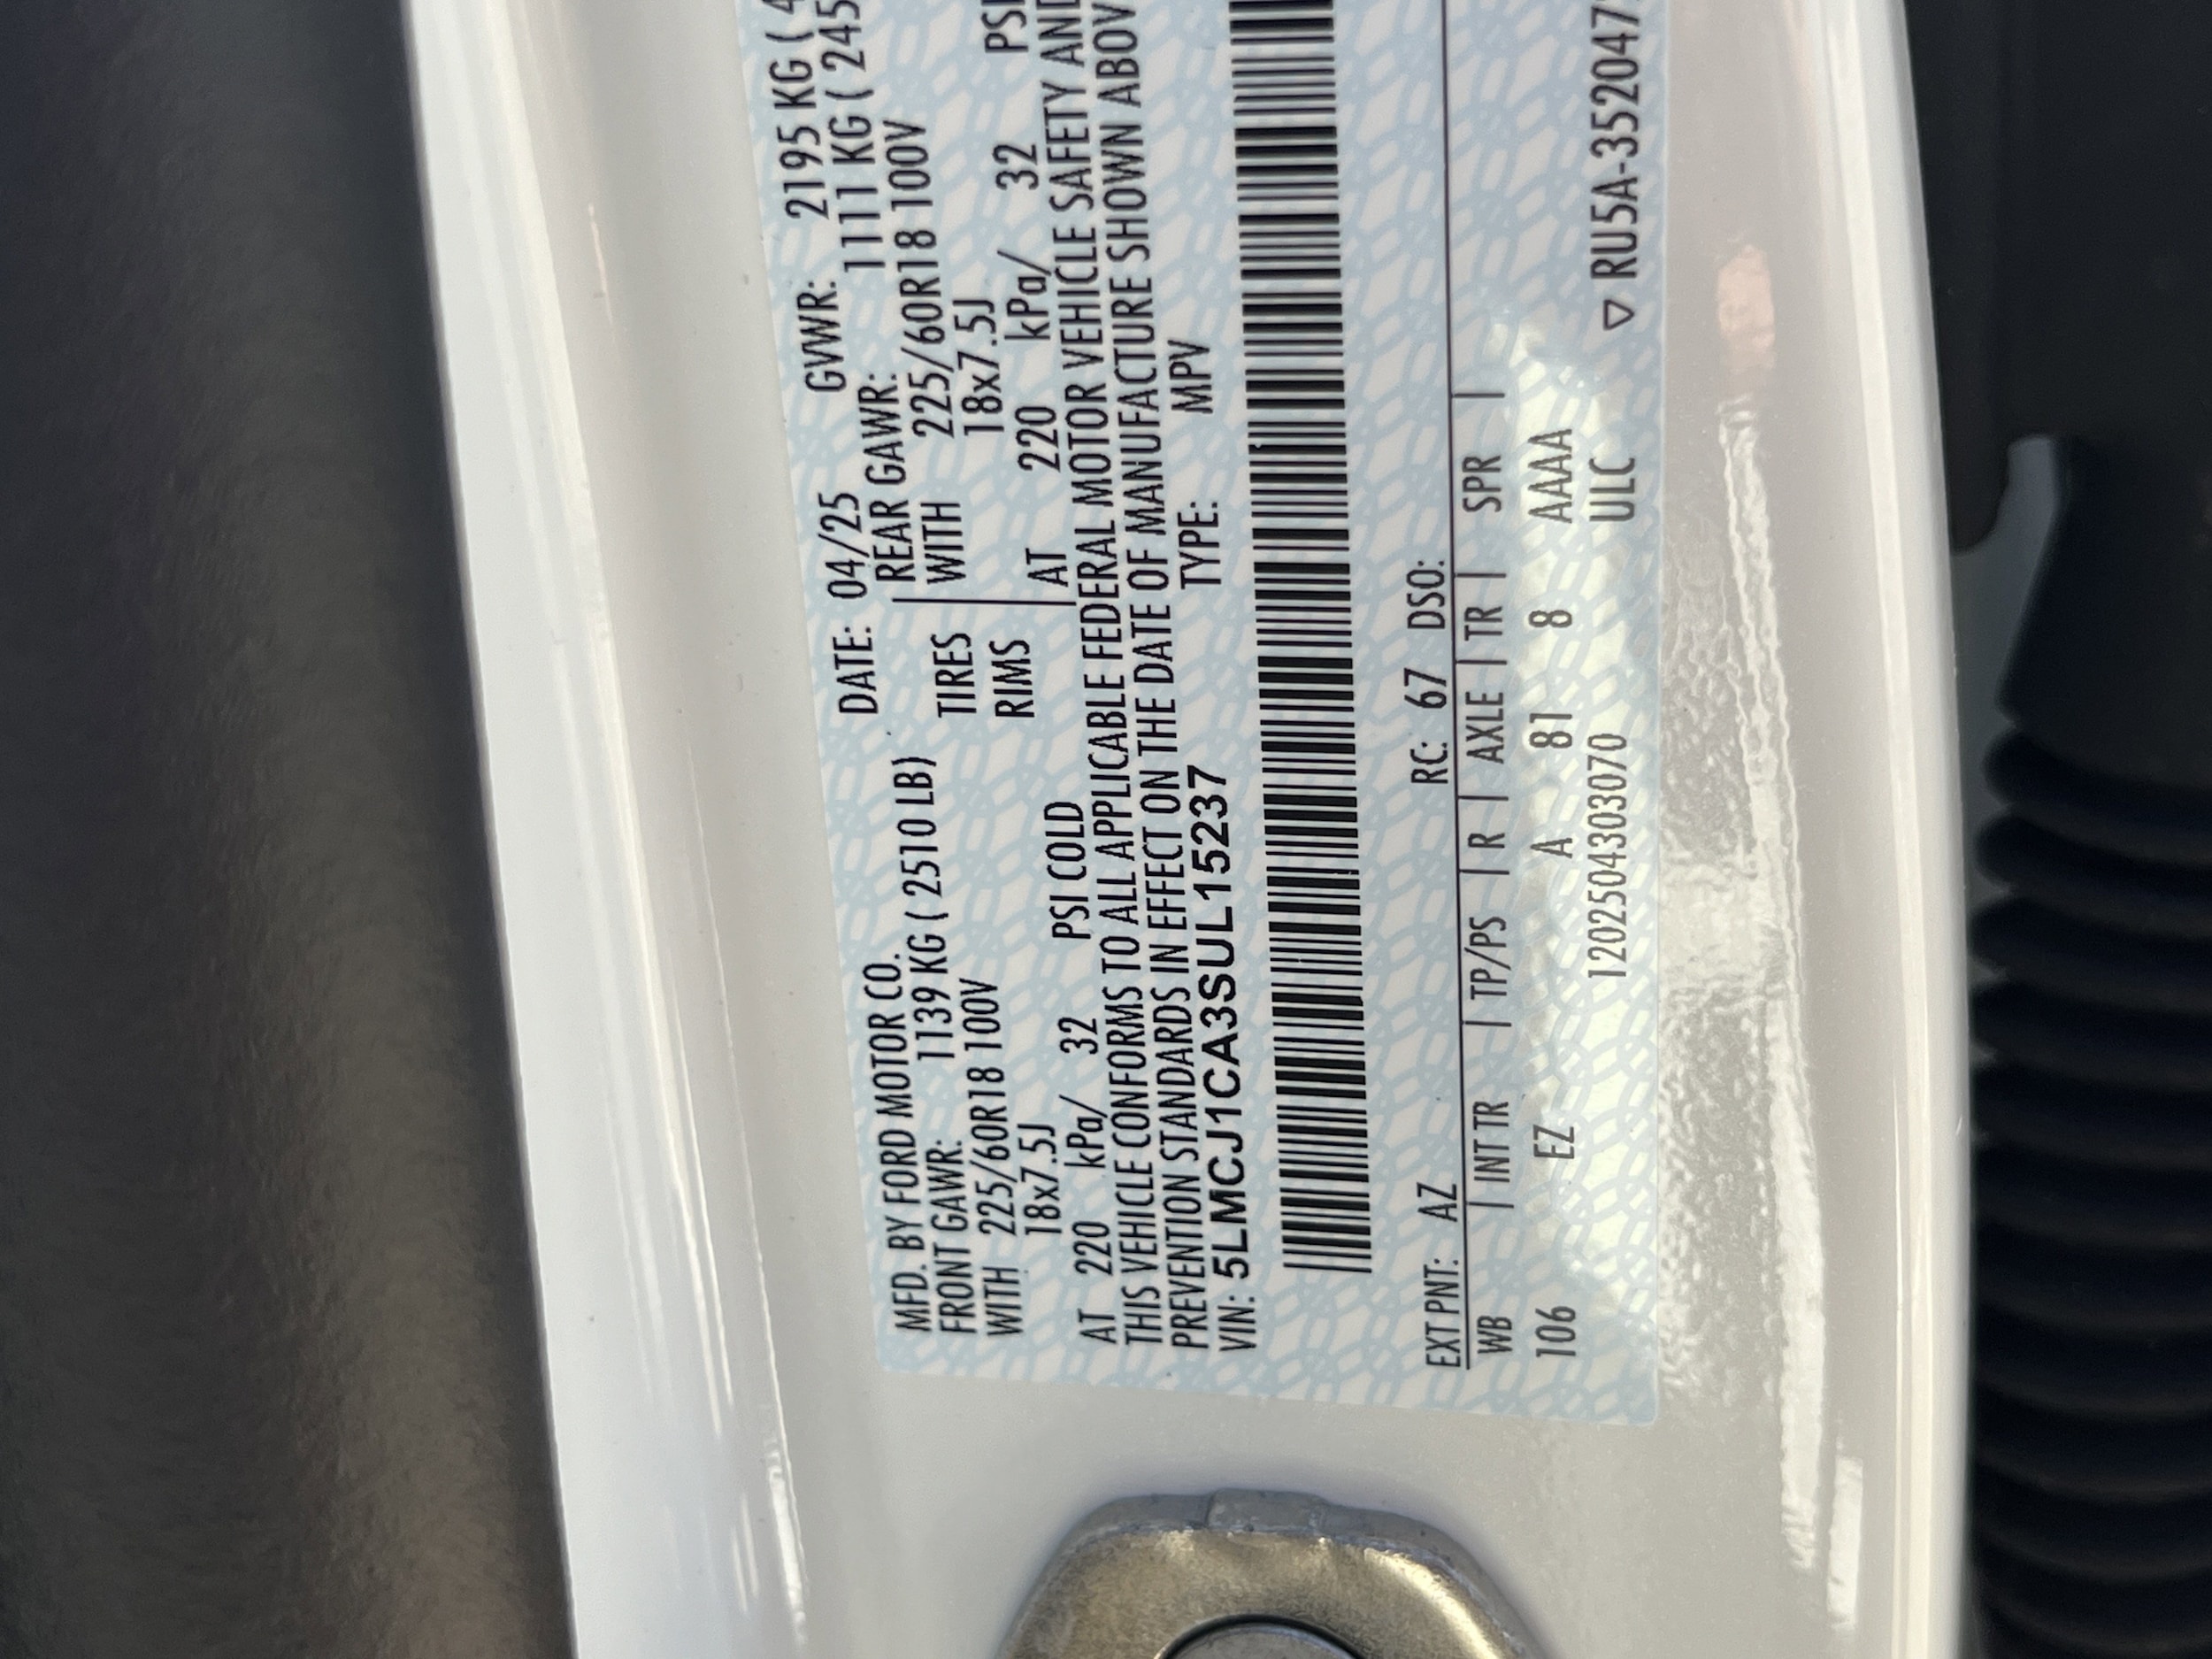 MFD. BY FORD MOTOR CO.
DATE: 04/25 GVWR: 2195 KG (
FRONT GAWR: 1139 KG ( 2510 LB) REAR GAWR: 1111 KG ( 245
WITH 225/60R18 100V TIRES WITH 225/60R18 100V
18x7.5J RIMS 18x7.5J
AT 220 kPa/ 32 PSI COLD AT 220 kPa/ 32 PSI
THIS VEHICLE CONFORMS TO ALL APPLICABLE FEDERAL MOTOR VEHICLE SAFETY AND
PREVENTION STANDARDS IN EFFECT ON THE DATE OF MANUFACTURE SHOWN ABOV
VIN: 5LMCJ1CA3SUL15237 TYPE: MPV
EXT PNT: AZ RC: 67 DSO:
WB | INT TR | TP/PS | R | AXLE | TR | SPR |
106 EZ A 81 8 AAAA
120250430307​0 ULC ▽ RU5A-352047